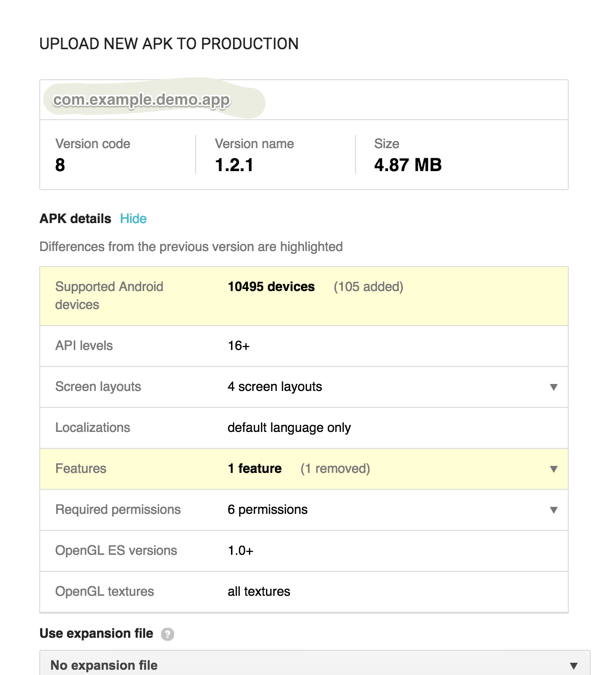 UPLOAD NEW APK TO PRODUCTION
com.example.demo.app
Version code
8
Version name
1.2.1
Size
4.87 MB
APK details Hide
Differences from the previous version are highlighted
Supported Android
devices
10495 devices (105 added)
API levels 16+
Screen layouts 4 screen layouts ▼
Localizations default language only
Features 1 feature (1 removed) ▼
Required permissions 6 permissions ▼
OpenGL ES versions 1.0+
OpenGL textures all textures
Use expansion file ?
No expansion file ▼